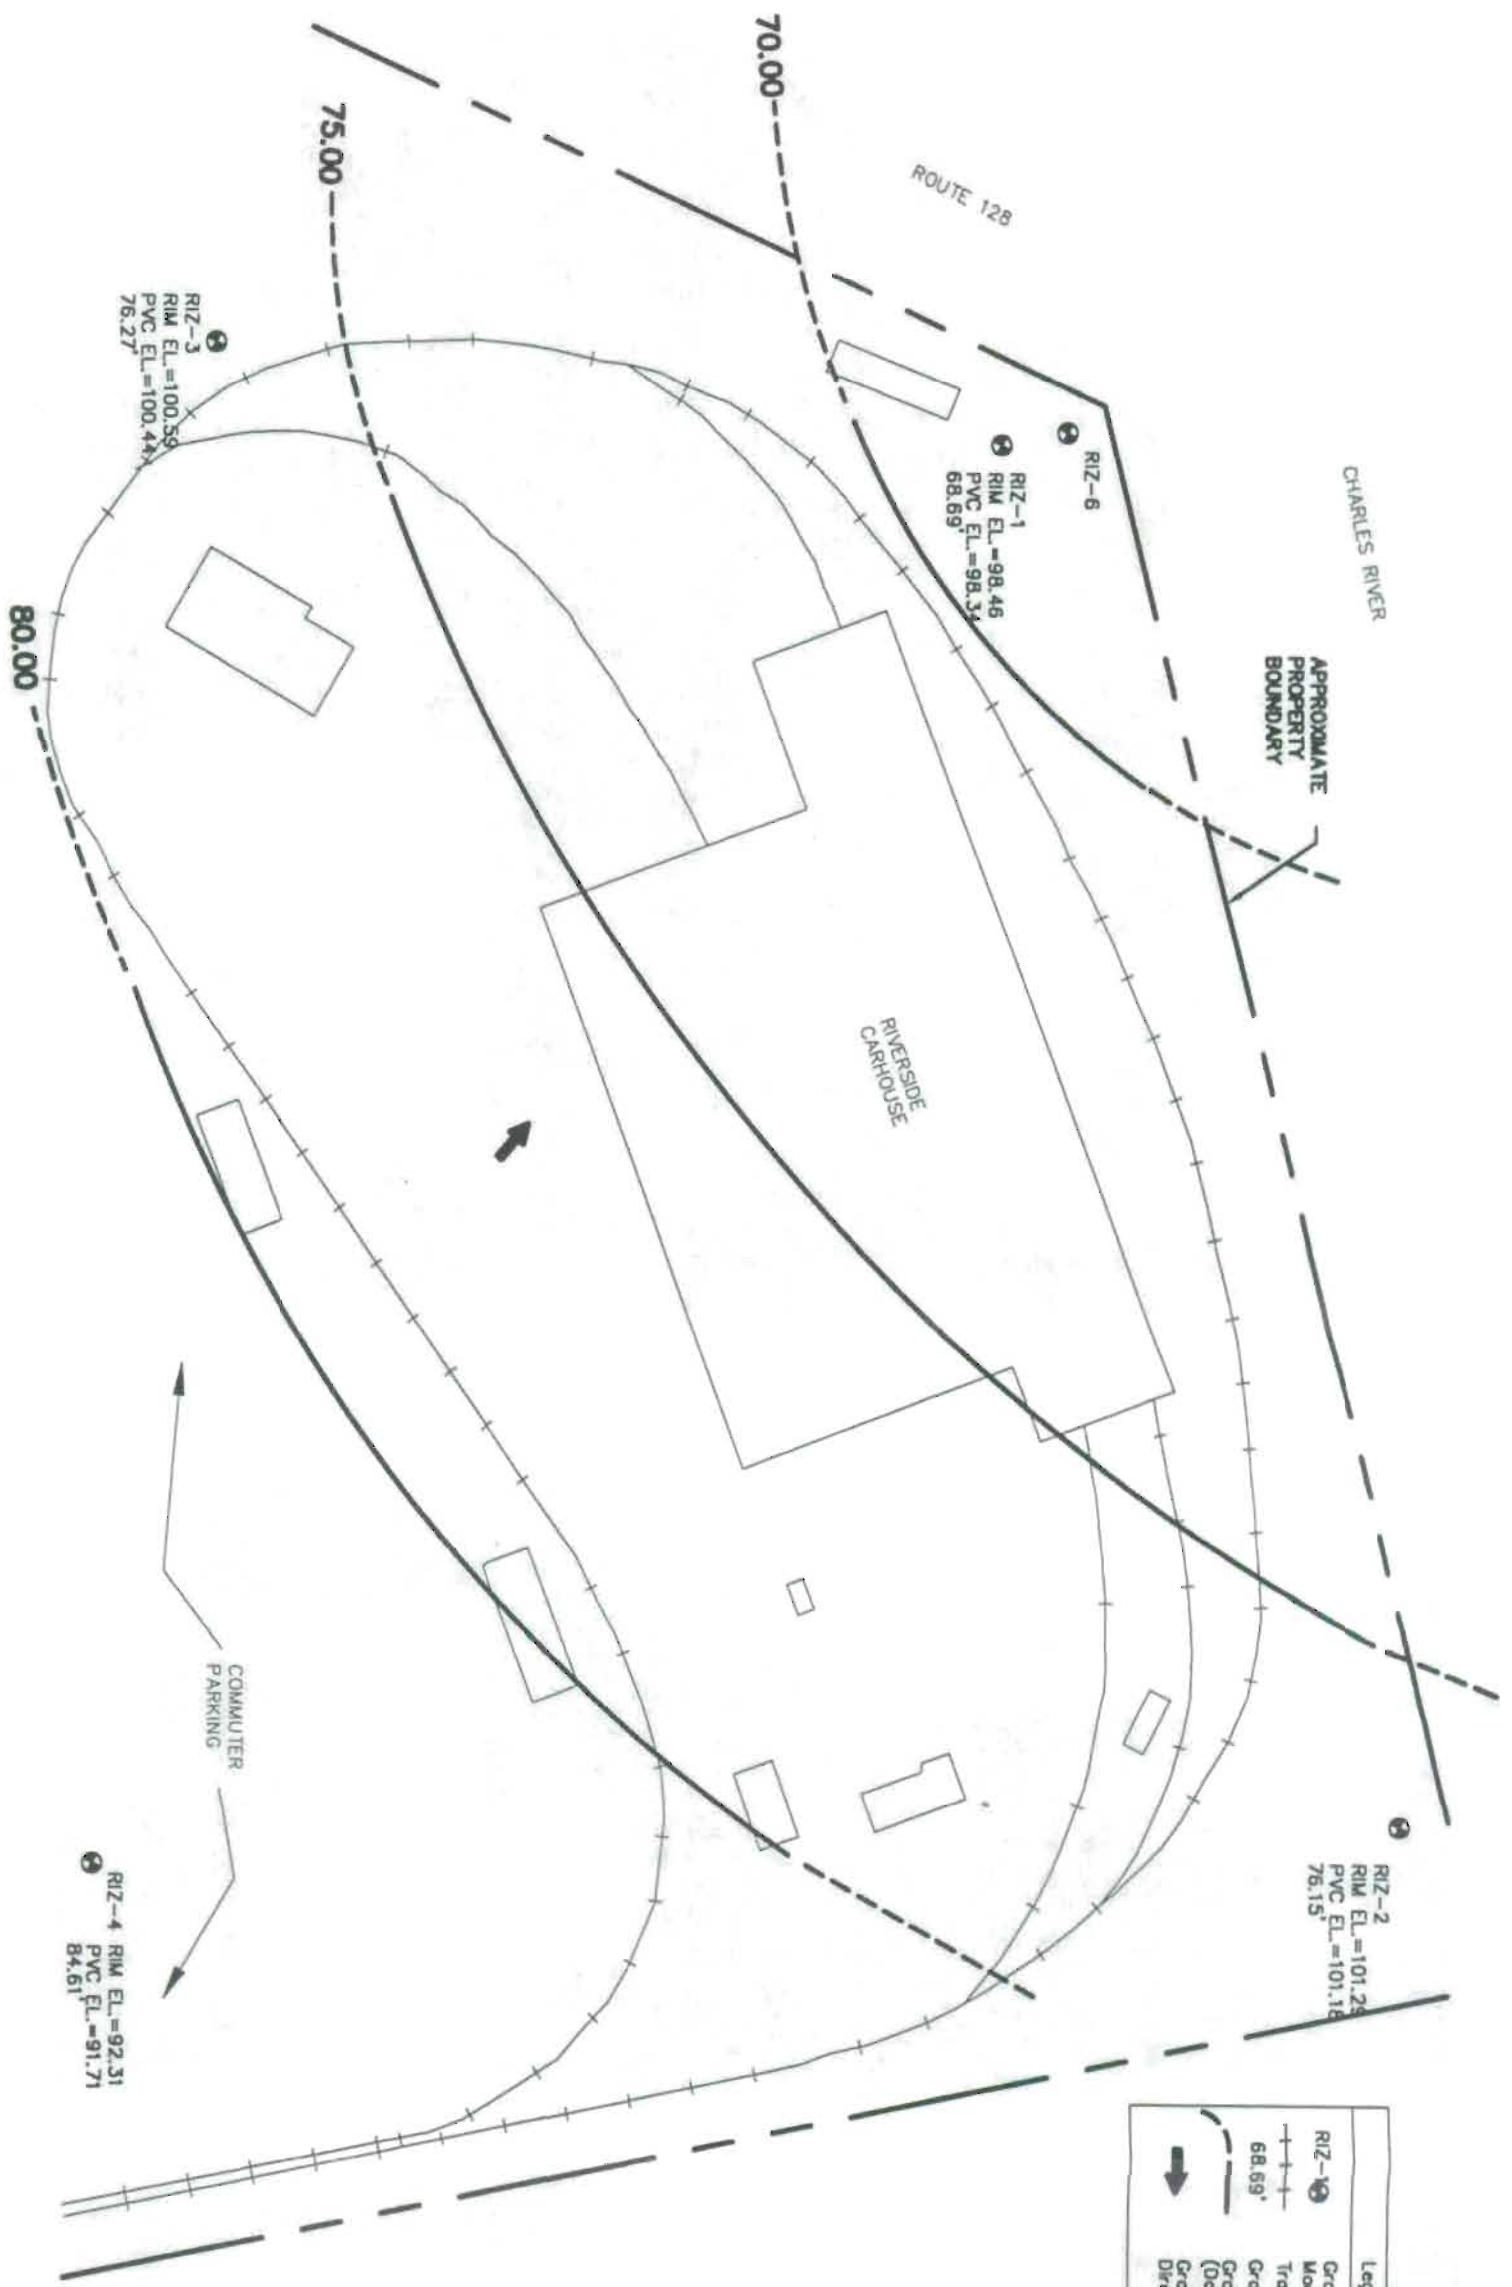 CHARLES RIVER
ROUTE 128
APPROXIMATE
PROPERTY
BOUNDARY
RIZ-6
RIZ-1
RIM EL.=98.46
PVC EL.=98.34
68.69'
70.00
75.00
80.00
RIZ-3
RIM EL.=100.59
PVC EL.=100.44
76.27'
RIVERSIDE
CARHOUSE
COMMUTER
PARKING
RIZ-2
RIM EL.=101.29
PVC EL.=101.18
76.15'
RIZ-4 RIM EL.=92.31
PVC EL.=91.71
84.61'
RIZ-1
68.69'